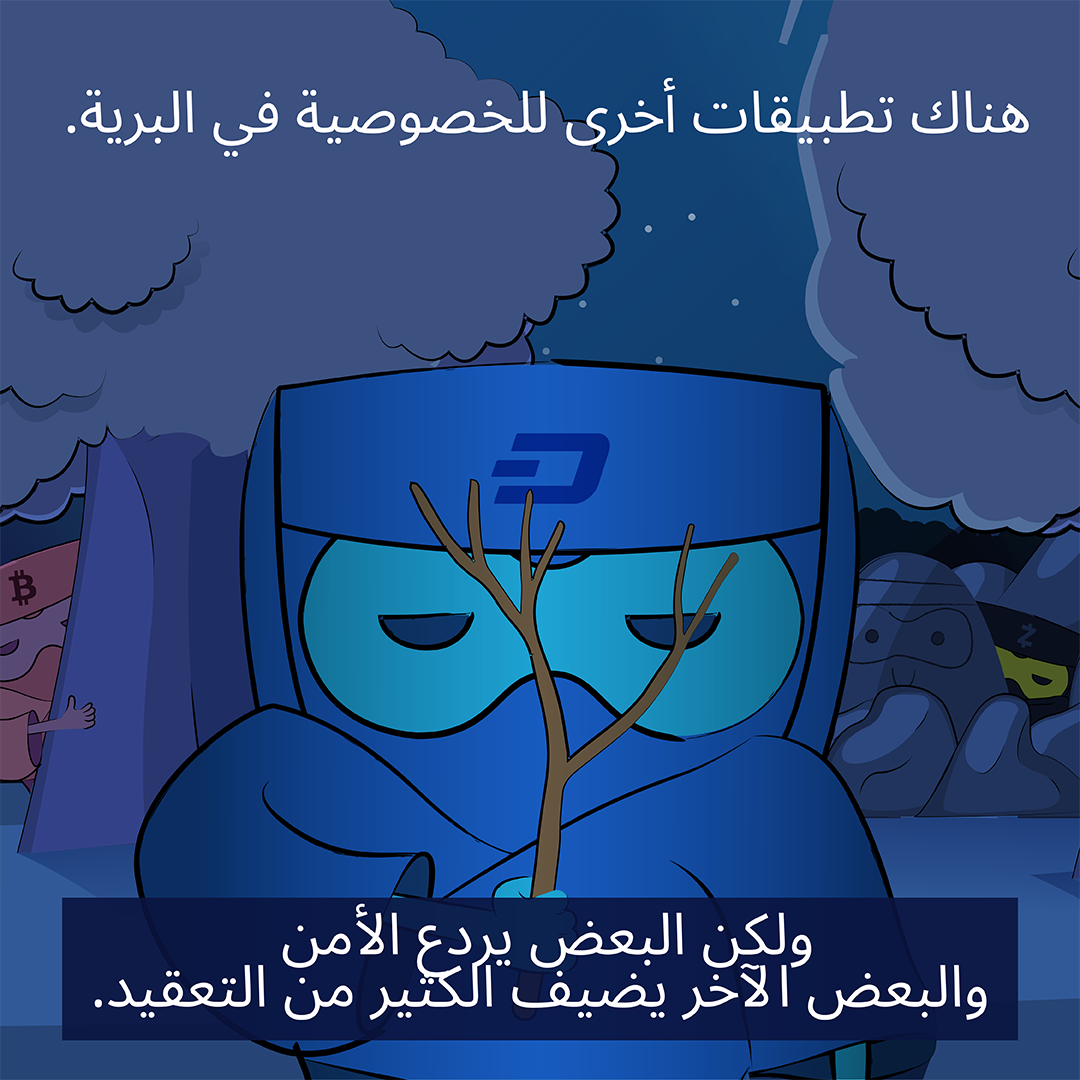 هناك تطبيقات أخرى للخصوصية في البرية.
ولكن البعض يردع الأمن
والبعض الآخر يضيف الكثير من التعقيد.